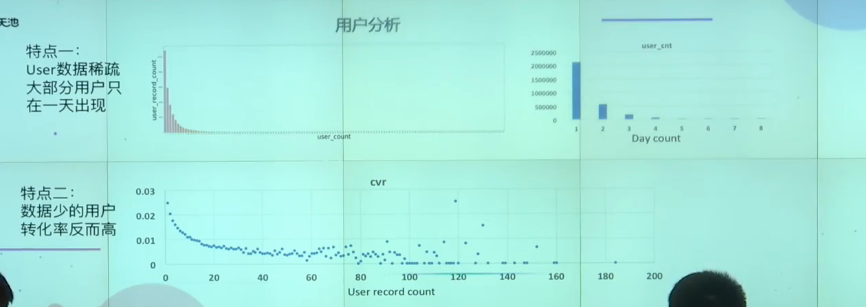 天池
用户分析
特点一：
User数据稀疏
大部分用户只
在一天出现
user_record_count
user_count
user_cnt
2500000
2000000
1500000
1000000
500000
0
1 2 3 4 5 6 7 8
Day count
特点二：
数据少的用户
转化率反而高
cvr
0.03
0.02
0.01
0
0 20 40 60 80 100 120 140 160 180 200
User record count